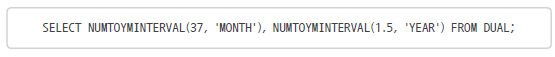 SELECT NUMTOYMINTERVAL(37, 'MONTH'), NUMTOYMINTERVAL(1.5, 'YEAR') FROM DUAL;